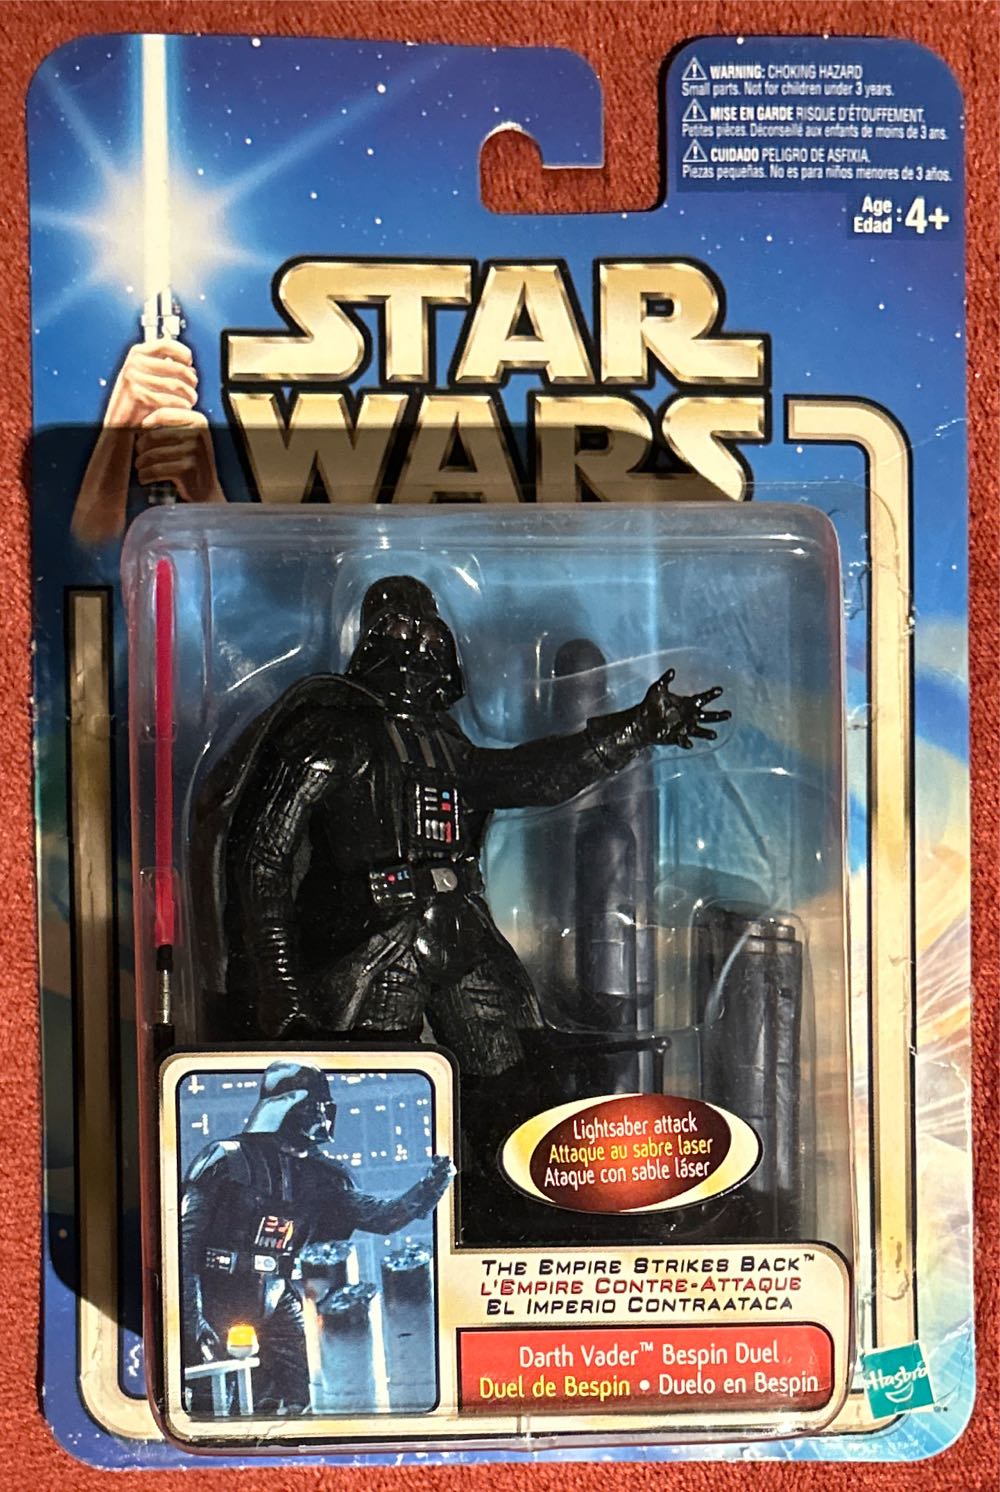 ⚠ WARNING: CHOKING HAZARD
Small parts. Not for children under 3 years.
⚠ MISE EN GARDE RISQUE D'ÉTOUFFEMENT.
Petites pièces. Déconseillé aux enfants de moins de 3 ans.
⚠ CUIDADO PELIGRO DE ASFIXIA.
Piezas pequeñas. No es para niños menores de 3 años.
Age
Edad : 4+
STAR
WARS
Lightsaber attack
Attaque au sabre laser
Ataque con sable láser
THE EMPIRE STRIKES BACK™
L'EMPIRE CONTRE-ATTAQUE
EL IMPERIO CONTRAATACA
Darth Vader™ Bespin Duel
Duel de Bespin • Duelo en Bespin
Hasbro